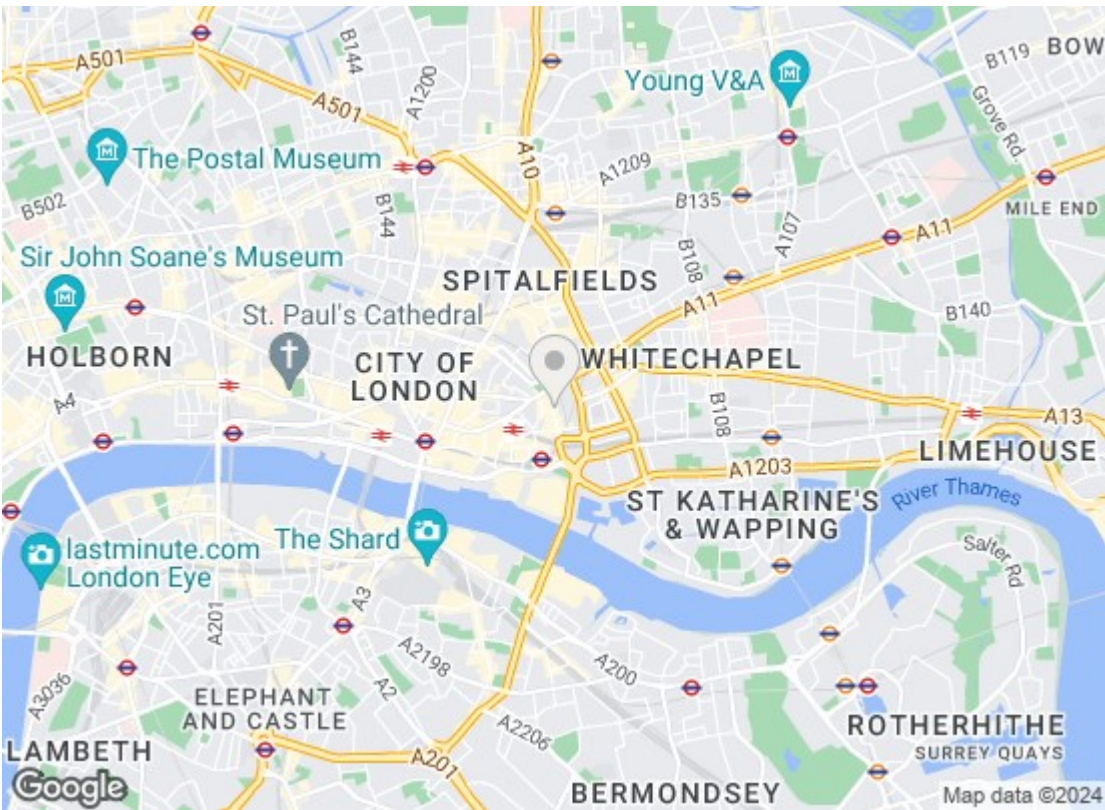 A501
B144
A1200
A501
Young V&A
B119
BOW
The Postal Museum
A10
A1209
A1209
Grove Rd
B502
B144
B135
A107
A11
MILE END
Sir John Soane's Museum
SPITALFIELDS
B108
A11
B140
St. Paul's Cathedral
HOLBORN
CITY OF
LONDON
WHITECHAPEL
A4
B108
A13
LIMEHOUSE
A1203
ST KATHARINE'S
& WAPPING
River Thames
The Shard
lastminute.com
London Eye
Salter Rd
A201
A3
A2198
A200
A3036
A2
ELEPHANT
AND CASTLE
A2206
ROTHERHITHE
SURREY QUAYS
LAMBETH
A201
BERMONDSEY
Google
Map data ©2024